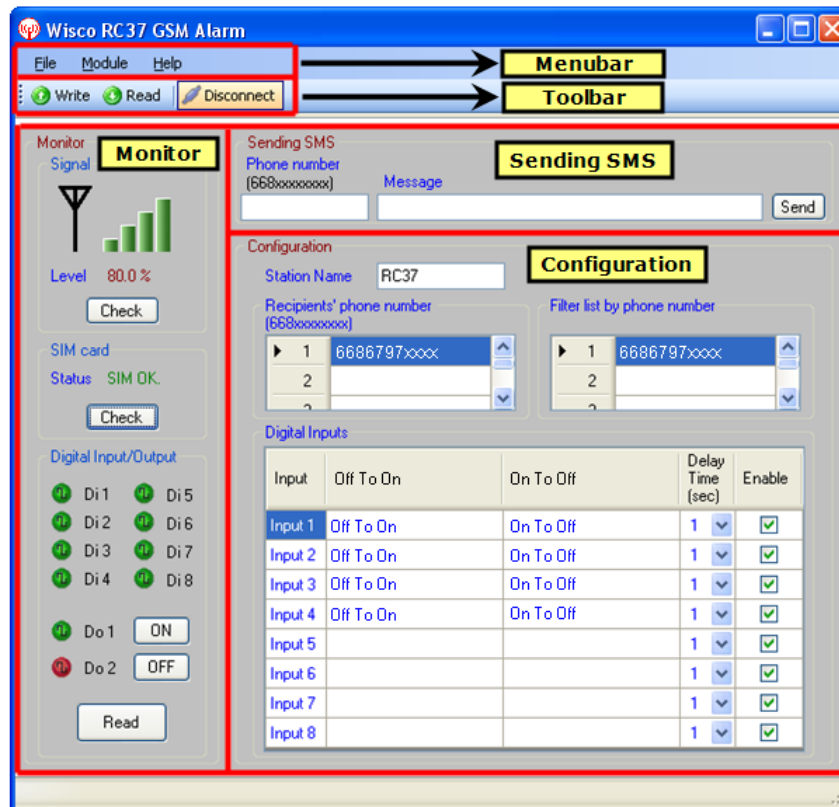 Wisco RC37 GSM Alarm
File Module Help
Menubar
Write Read Disconnect
Toolbar
Monitor
Monitor
Signal
Level 80.0 %
Check
SIM card
Status SIM OK.
Check
Digital Input/Output
Di 1 Di 5
Di 2 Di 6
Di 3 Di 7
Di 4 Di 8
Do 1 ON
Do 2 OFF
Read
Sending SMS
Sending SMS
Phone number
(668xxxxxxxx) Message
Send
Configuration
Configuration
Station Name RC37
Recipients' phone number
(668xxxxxxxx)
1 6686797xxxx
2
Filter list by phone number
1 6686797xxxx
2
Digital Inputs
Input Off To On On To Off Delay Time (sec) Enable
Input 1 Off To On On To Off 1
Input 2 Off To On On To Off 1
Input 3 Off To On On To Off 1
Input 4 Off To On On To Off 1
Input 5 1
Input 6 1
Input 7 1
Input 8 1